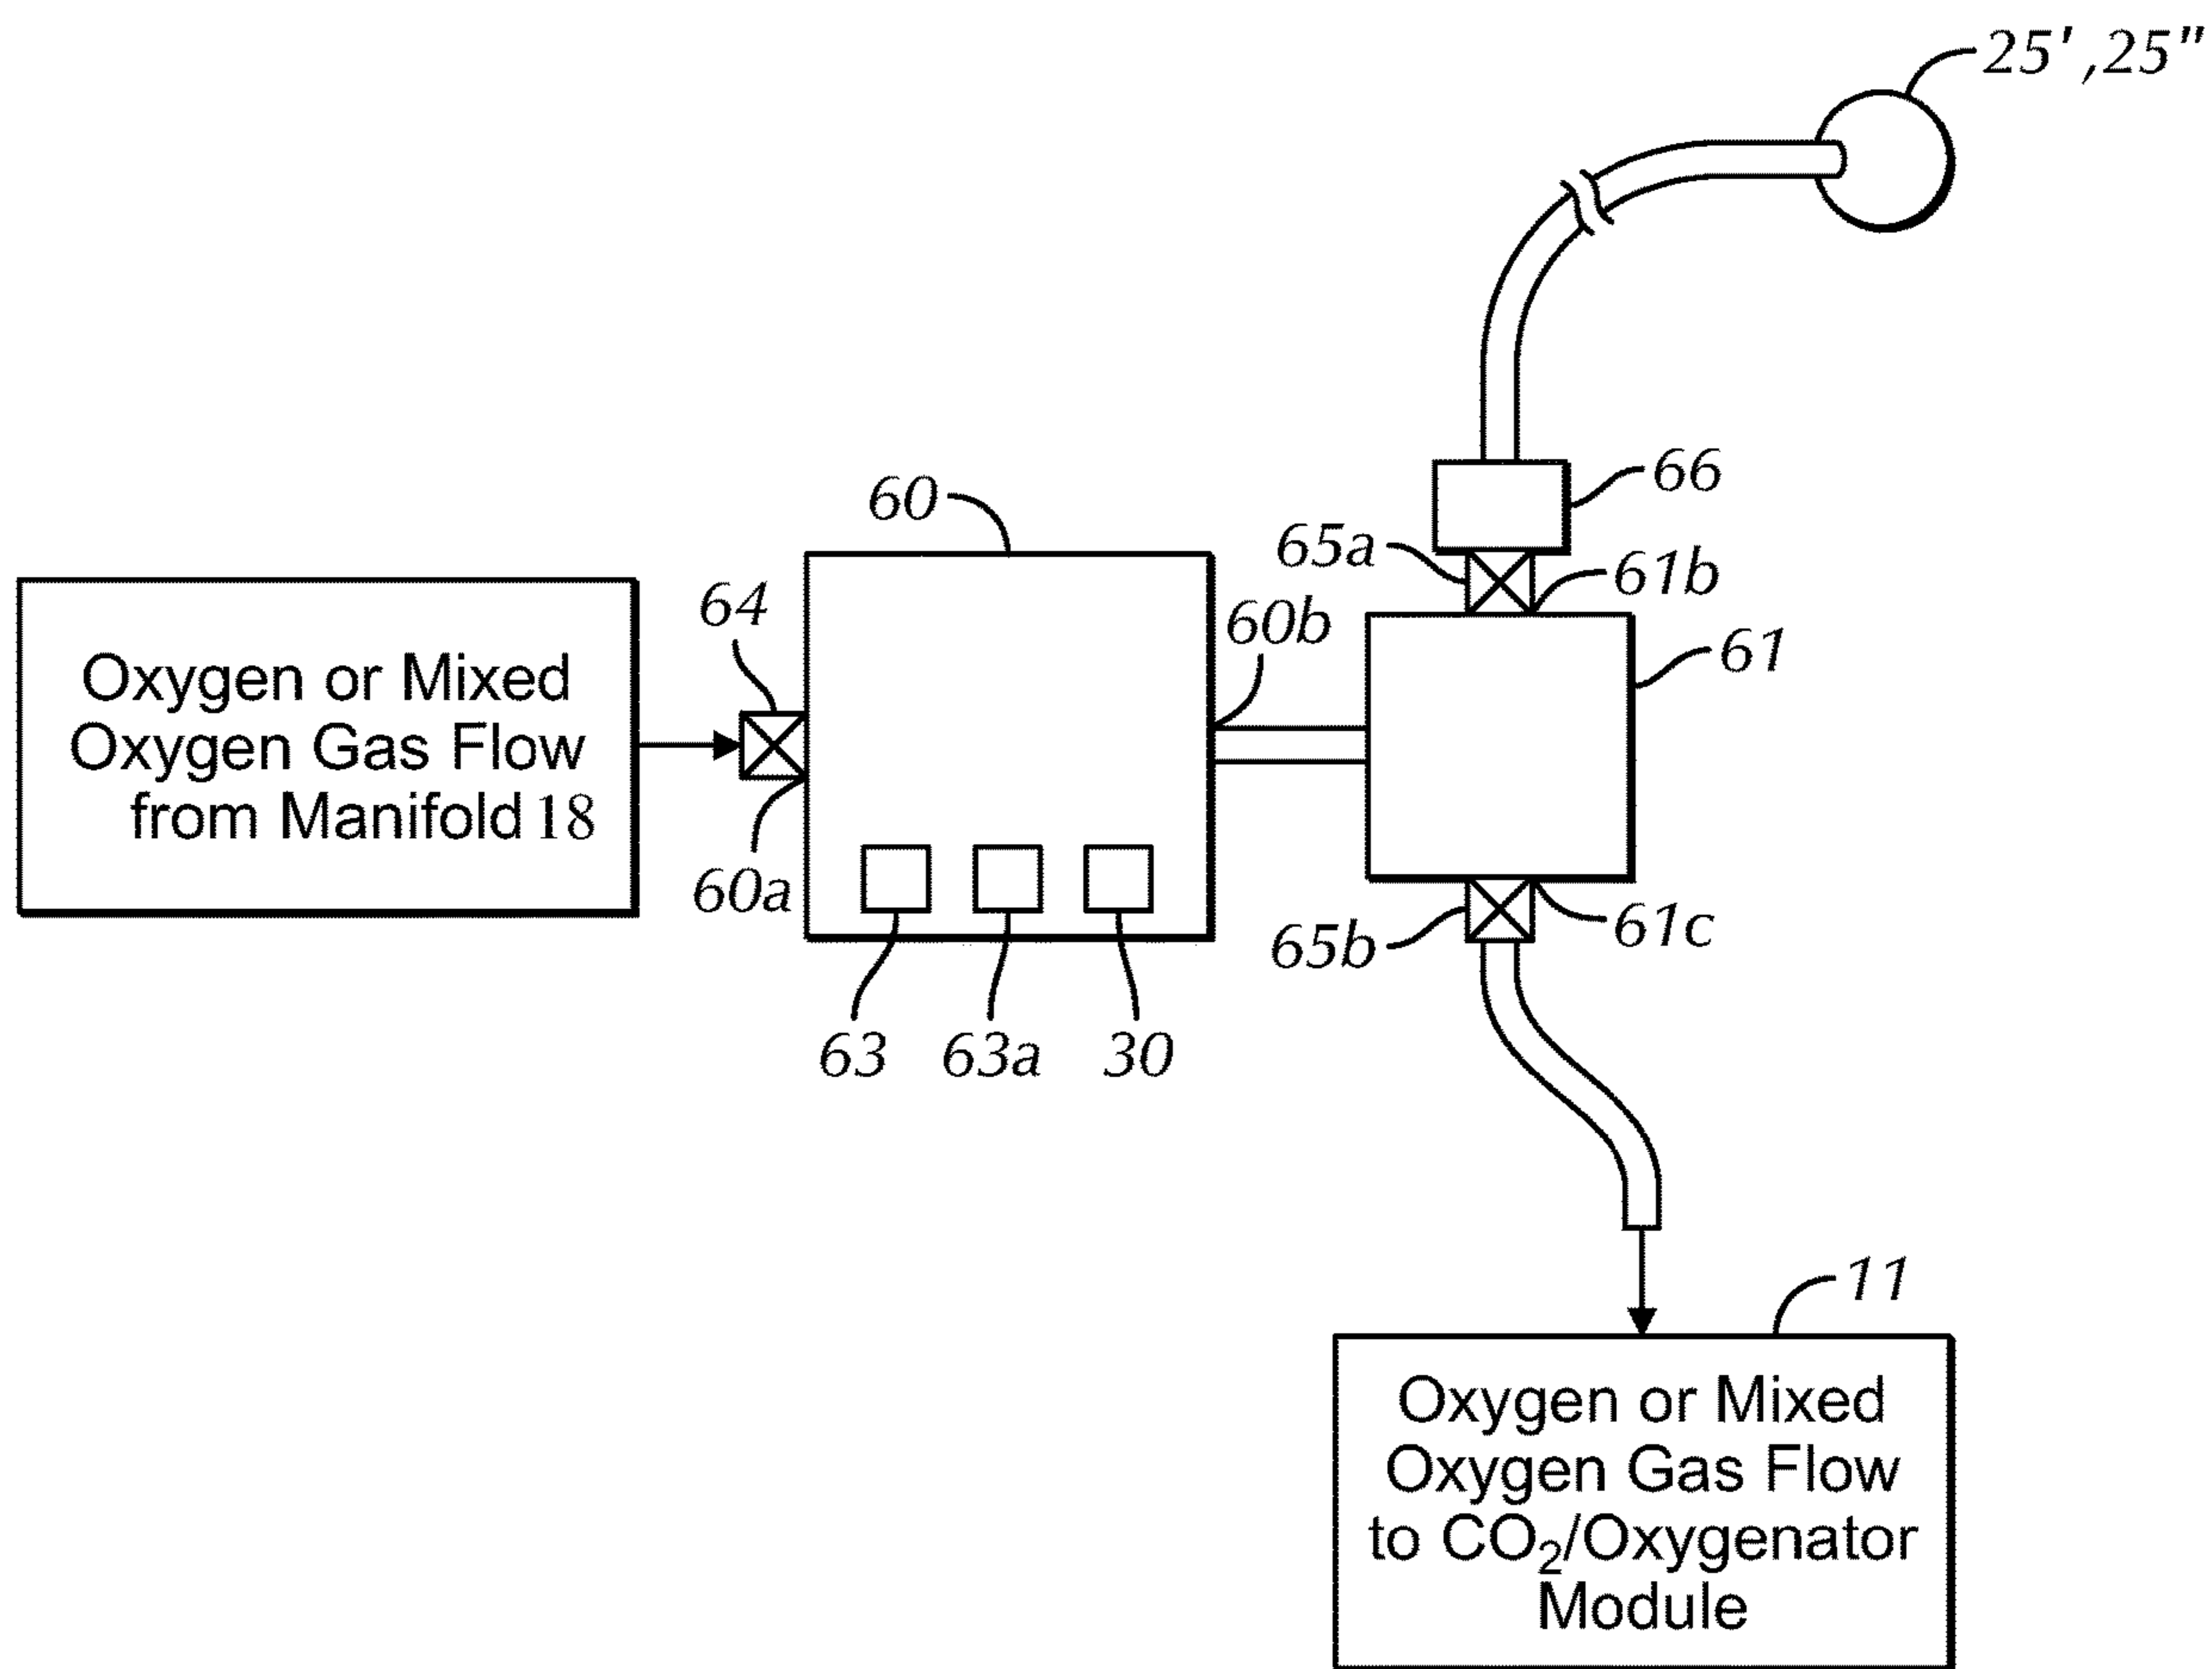 25',25"
66
60
65a
61b
64
60b
61
Oxygen or Mixed
Oxygen Gas Flow
from Manifold 18
60a
65b
61c
63
63a
30
11
Oxygen or Mixed
Oxygen Gas Flow
to CO₂/Oxygenator
Module